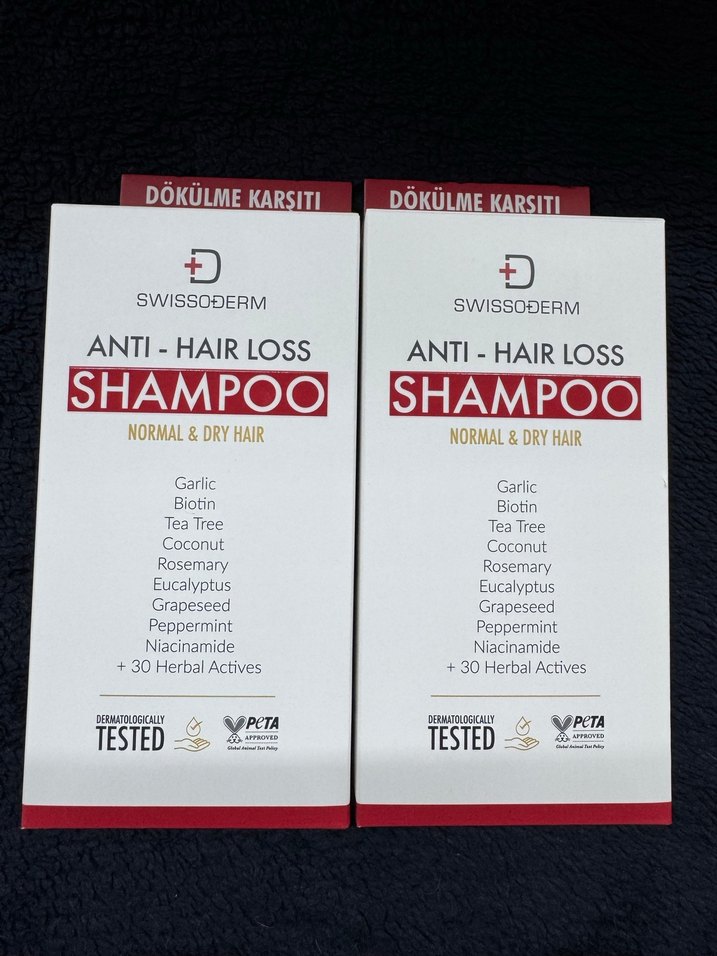 DÖKÜLME KARŞITI
SWISSODERM
ANTI - HAIR LOSS
SHAMPOO
NORMAL & DRY HAIR
Garlic
Biotin
Tea Tree
Coconut
Rosemary
Eucalyptus
Grapeseed
Peppermint
Niacinamide
+ 30 Herbal Actives
DERMATOLOGICALLY
TESTED
PETA
APPROVED
Global Animal Test Policy
DÖKÜLME KARŞITI
SWISSODERM
ANTI - HAIR LOSS
SHAMPOO
NORMAL & DRY HAIR
Garlic
Biotin
Tea Tree
Coconut
Rosemary
Eucalyptus
Grapeseed
Peppermint
Niacinamide
+ 30 Herbal Actives
DERMATOLOGICALLY
TESTED
PETA
APPROVED
Global Animal Test Policy